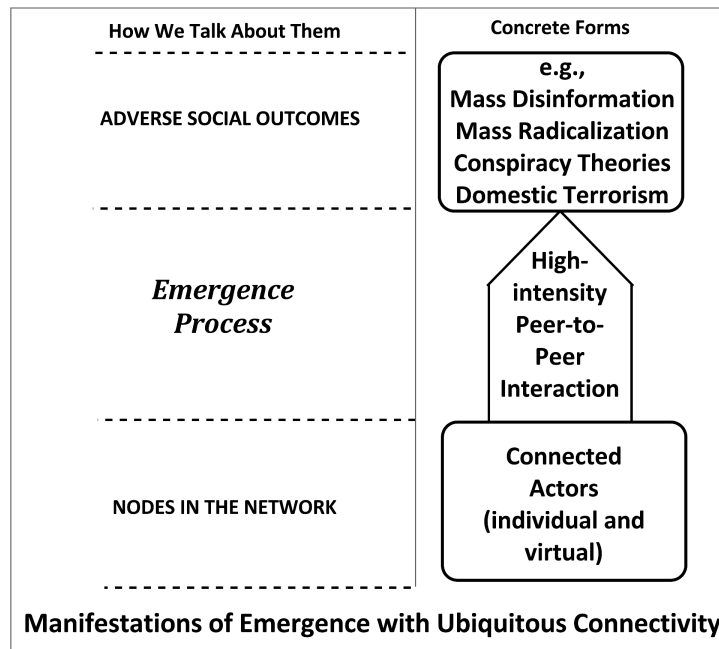 How We Talk About Them
Concrete Forms
ADVERSE SOCIAL OUTCOMES
e.g.,
Mass Disinformation
Mass Radicalization
Conspiracy Theories
Domestic Terrorism
Emergence
Process
High-
intensity
Peer-to-
Peer
Interaction
NODES IN THE NETWORK
Connected
Actors
(individual and
virtual)
Manifestations of Emergence with Ubiquitous Connectivity